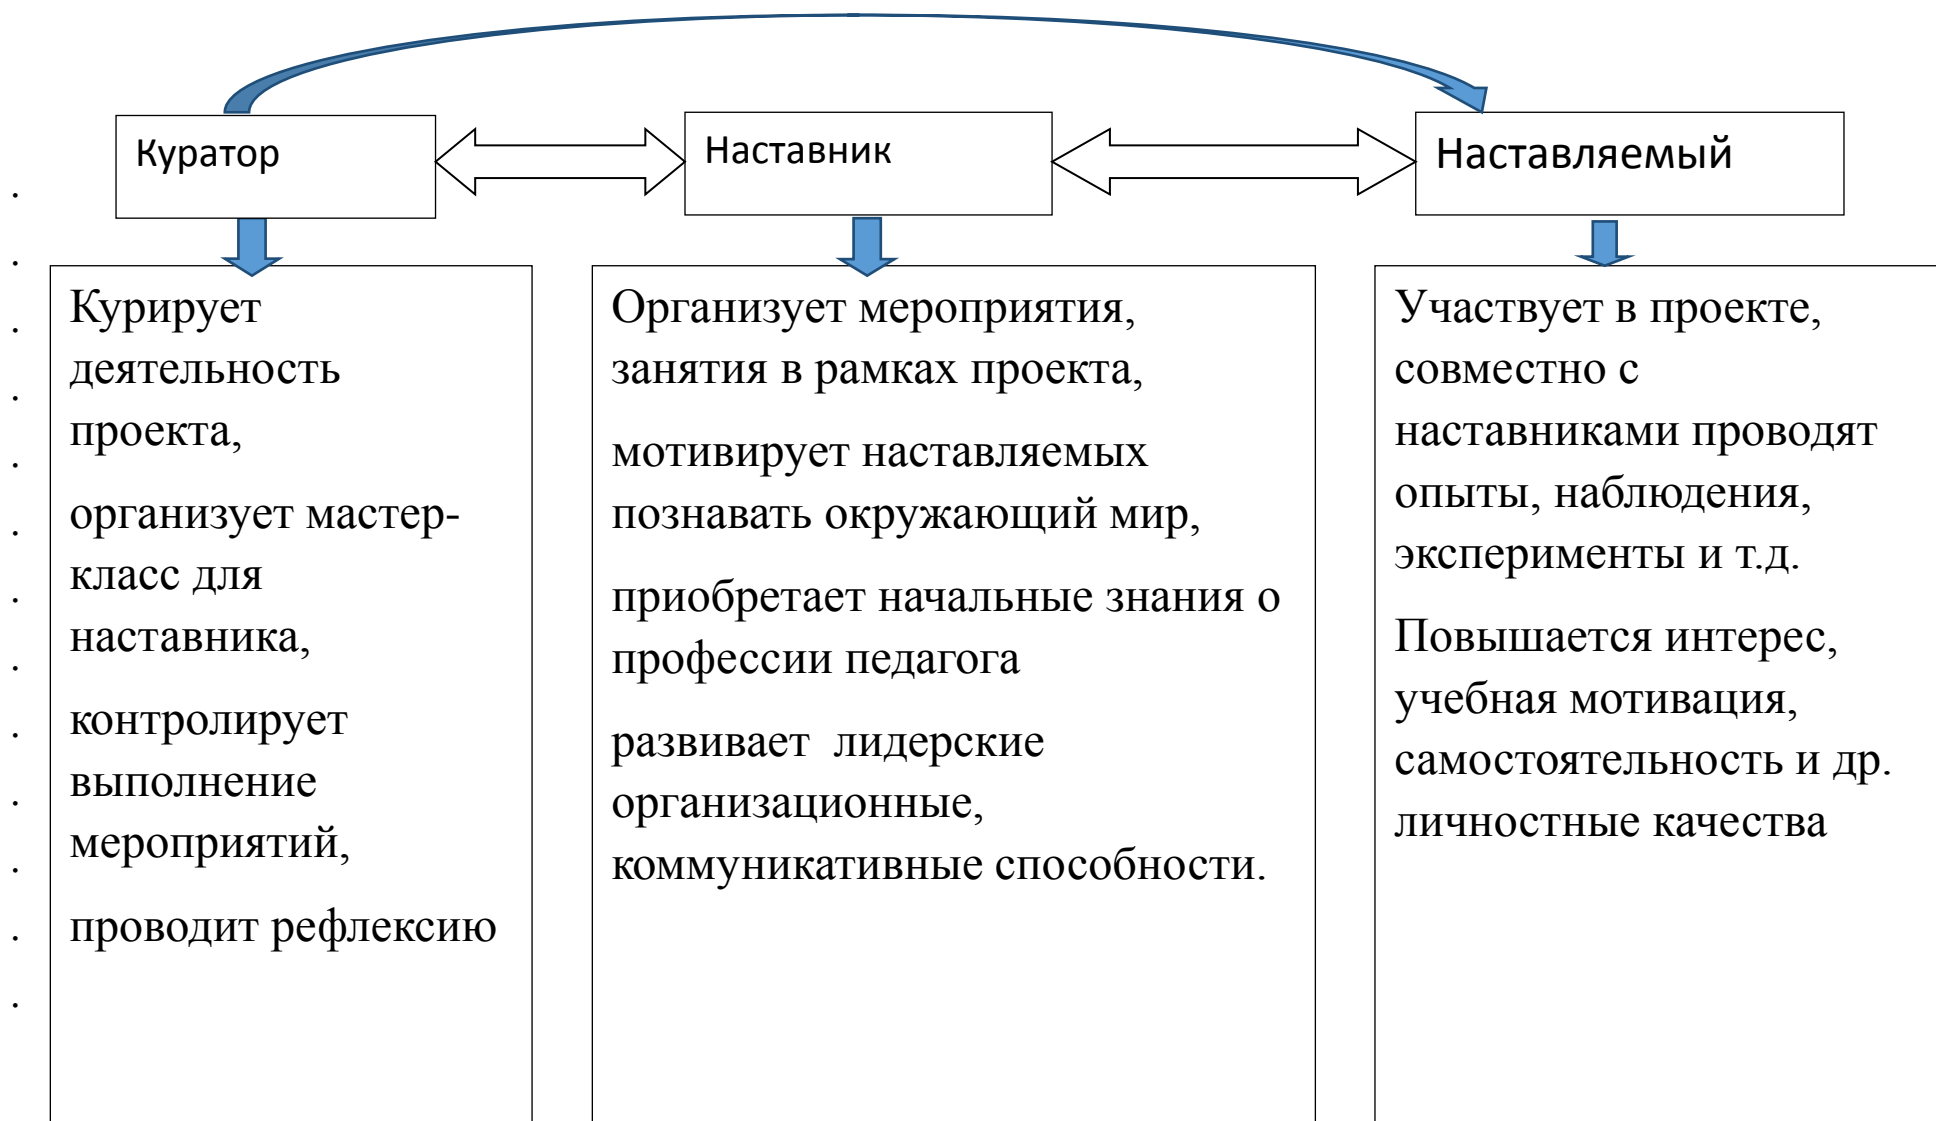 Куратор
Наставник
Наставляемый
Курирует
деятельность
проекта,
организует мастер-
класс для
наставника,
контролирует
выполнение
мероприятий,
проводит рефлексию
Организует мероприятия,
занятия в рамках проекта,
мотивирует наставляемых
познавать окружающий мир,
приобретает начальные знания о
профессии педагога
развивает  лидерские
организационные,
коммуникативные способности.
Участвует в проекте,
совместно с
наставниками проводят
опыты, наблюдения,
эксперименты и т.д.
Повышается интерес,
учебная мотивация,
самостоятельность и др.
личностные качества